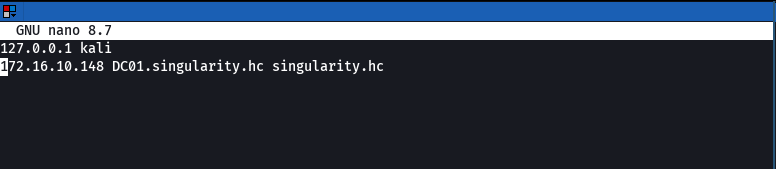 GNU nano 8.7
127.0.0.1 kali
172.16.10.148 DC01.singularity.hc singularity.hc